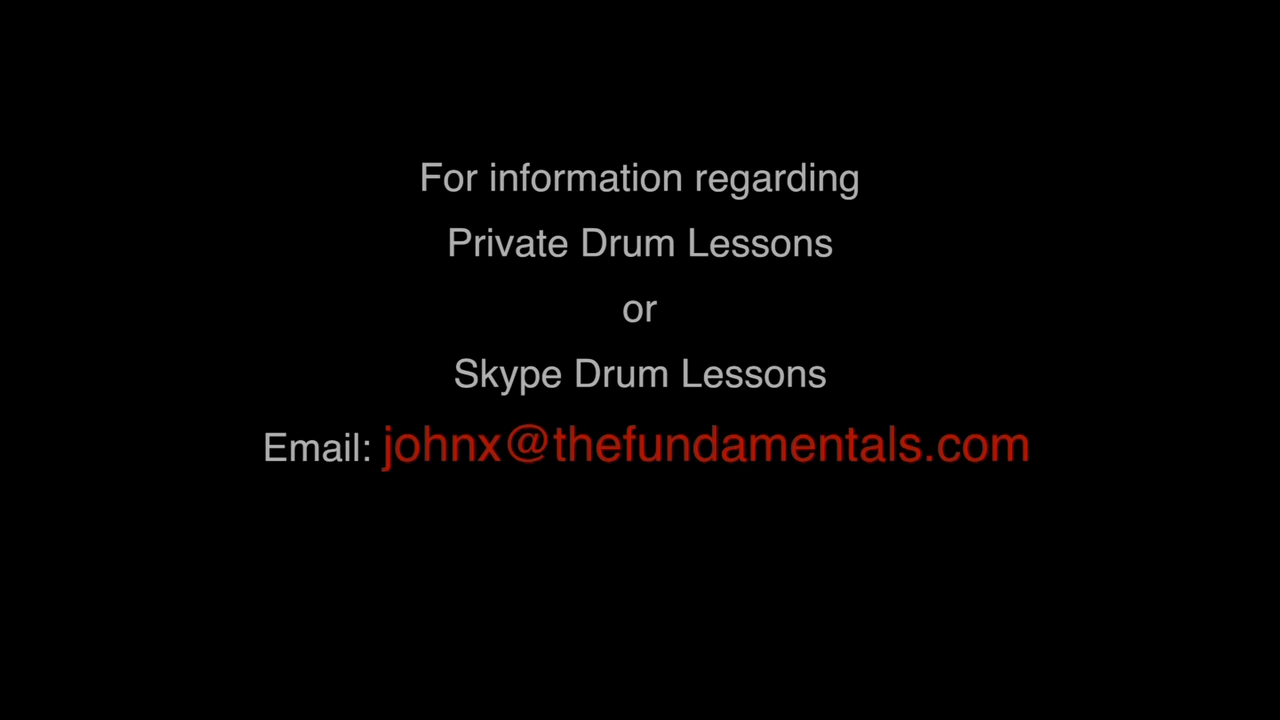 For information regarding
Private Drum Lessons
or
Skype Drum Lessons
Email: johnx@thefundamentals.com